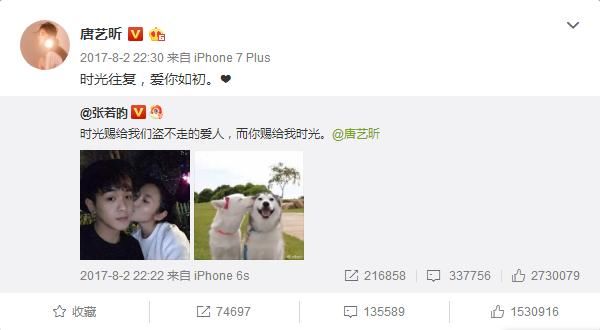 唐艺昕
2017-8-2 22:30 来自 iPhone 7 Plus
时光往复，爱你如初。❤
@张若昀
时光赐给我们盗不走的爱人，而你赐给我时光。@唐艺昕
2017-8-2 22:22 来自 iPhone 6s 216858 337756 2730079
收藏 74697 135589 1530916